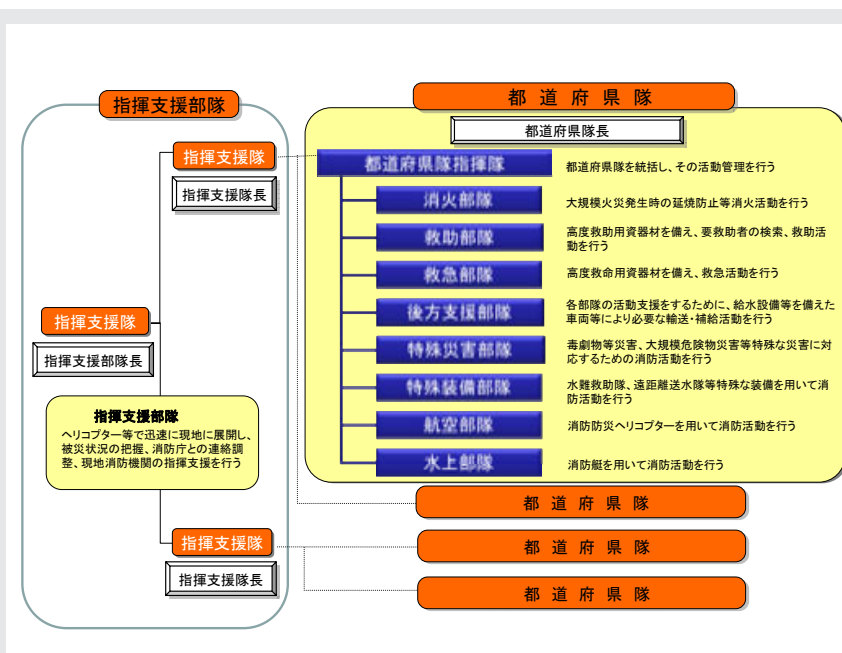 指揮支援部隊
指揮支援隊
指揮支援隊長
指揮支援隊
指揮支援部隊長
指揮支援部隊
ヘリコプター等で迅速に現地に展開し、
被災状況の把握、消防庁との連絡調
整、現地消防機関の指揮支援を行う
指揮支援隊
指揮支援隊長
都道府県隊
都道府県隊長
都道府県隊指揮隊
都道府県隊を統括し、その活動管理を行う
消火部隊
大規模火災発生時の延焼防止等消火活動を行う
救助部隊
高度救助用資器材を備え、要救助者の検索、救助活
動を行う
救急部隊
高度救命用資器材を備え、救急活動を行う
後方支援部隊
各部隊の活動支援をするために、給水設備等を備えた
車両等により必要な輸送・補給活動を行う
特殊災害部隊
毒劇物等災害、大規模危険物災害等特殊な災害に対
応するための消防活動を行う
特殊装備部隊
水難救助隊、遠距離送水隊等特殊な装備を用いて消
防活動を行う
航空部隊
消防防災ヘリコプターを用いて消防活動を行う
水上部隊
消防艇を用いて消防活動を行う
都道府県隊
都道府県隊
都道府県隊